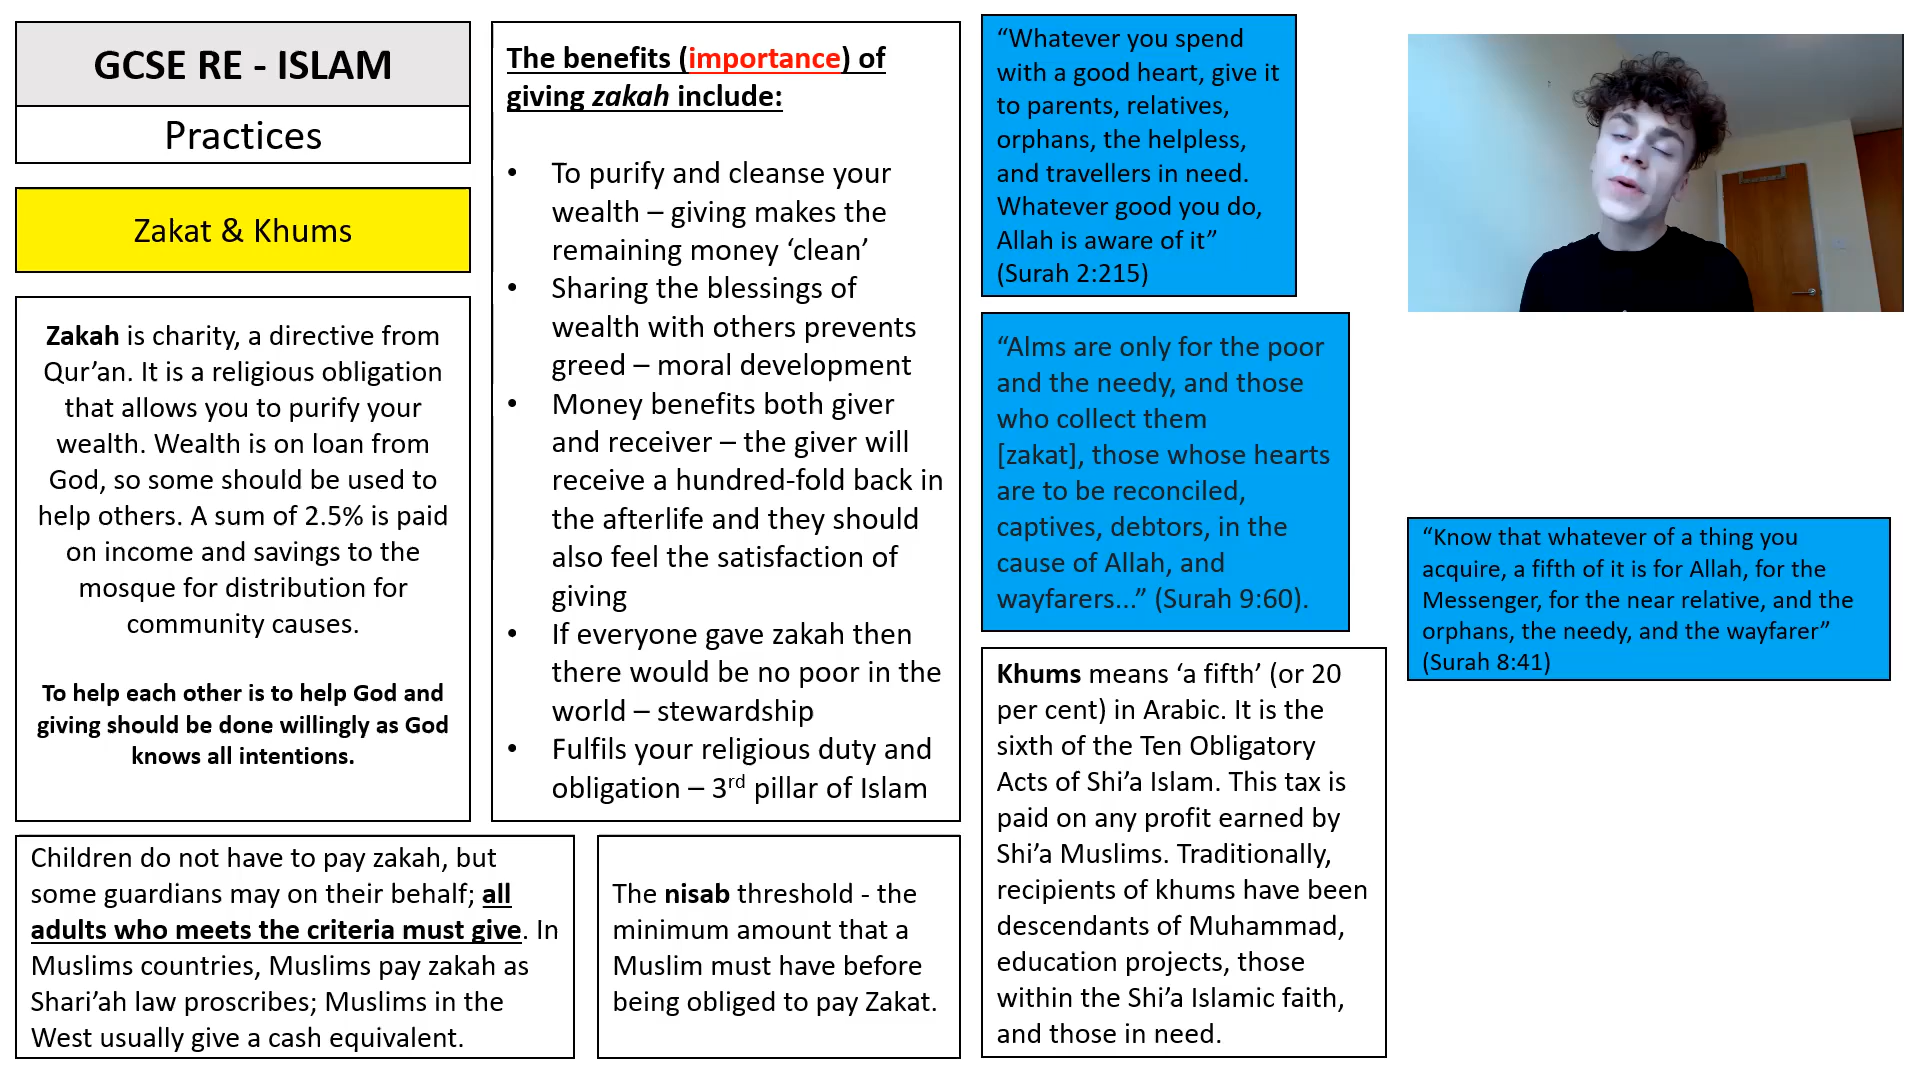 GCSE RE - ISLAM
Practices
Zakat & Khums
Zakah is charity, a directive from
Qur’an. It is a religious obligation
that allows you to purify your
wealth. Wealth is on loan from
God, so some should be used to
help others. A sum of 2.5% is paid
on income and savings to the
mosque for distribution for
community causes.
To help each other is to help God and
giving should be done willingly as God
knows all intentions.
Children do not have to pay zakah, but
some guardians may on their behalf; all
adults who meets the criteria must give. In
Muslims countries, Muslims pay zakah as
Shari’ah law proscribes; Muslims in the
West usually give a cash equivalent.
The benefits (importance) of
giving zakah include:
• To purify and cleanse your
wealth – giving makes the
remaining money ‘clean’
• Sharing the blessings of
wealth with others prevents
greed – moral development
• Money benefits both giver
and receiver – the giver will
receive a hundred-fold back in
the afterlife and they should
also feel the satisfaction of
giving
• If everyone gave zakah then
there would be no poor in the
world – stewardship
• Fulfils your religious duty and
obligation – 3rd pillar of Islam
The nisab threshold - the
minimum amount that a
Muslim must have before
being obliged to pay Zakat.
“Whatever you spend
with a good heart, give it
to parents, relatives,
orphans, the helpless,
and travellers in need.
Whatever good you do,
Allah is aware of it”
(Surah 2:215)
“Alms are only for the poor
and the needy, and those
who collect them
[zakat], those whose hearts
are to be reconciled,
captives, debtors, in the
cause of Allah, and
wayfarers...” (Surah 9:60).
Khums means ‘a fifth’ (or 20
per cent) in Arabic. It is the
sixth of the Ten Obligatory
Acts of Shi’a Islam. This tax is
paid on any profit earned by
Shi’a Muslims. Traditionally,
recipients of khums have been
descendants of Muhammad,
education projects, those
within the Shi’a Islamic faith,
and those in need.
“Know that whatever of a thing you
acquire, a fifth of it is for Allah, for the
Messenger, for the near relative, and the
orphans, the needy, and the wayfarer”
(Surah 8:41)